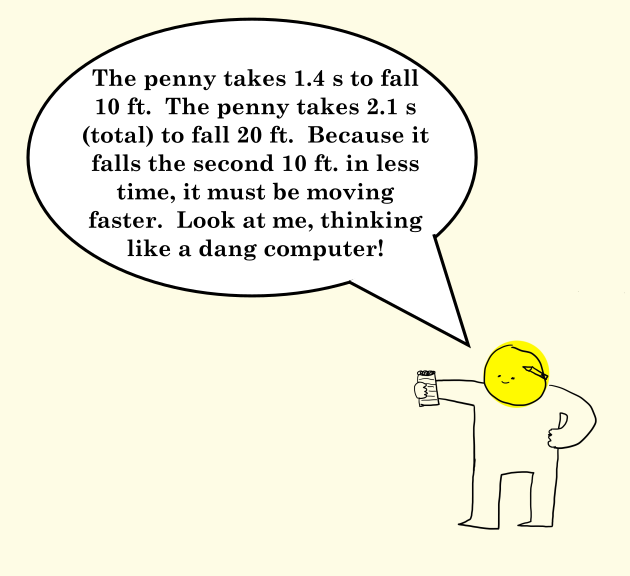 The penny takes 1.4 s to fall
10 ft. The penny takes 2.1 s
(total) to fall 20 ft. Because it
falls the second 10 ft. in less
time, it must be moving
faster. Look at me, thinking
like a dang computer!